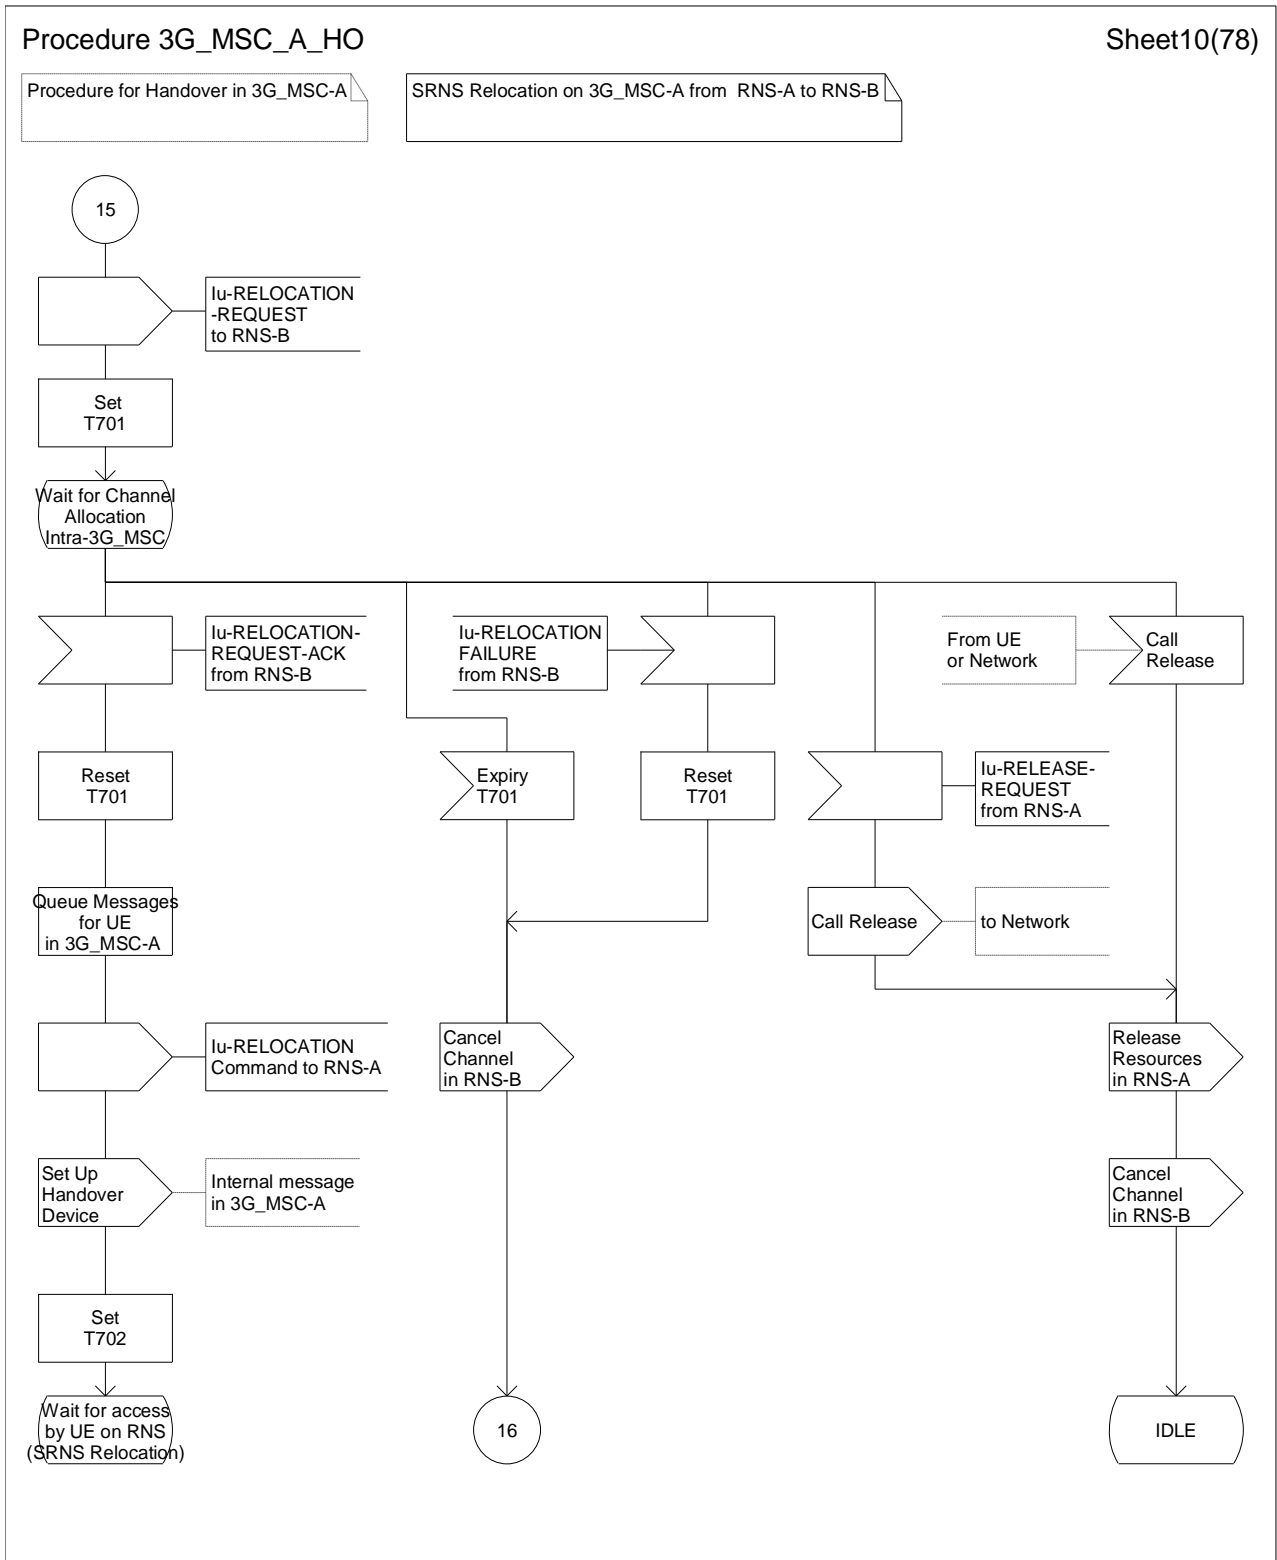 Procedure 3G_MSC_A_HO
Sheet10(78)
Procedure for Handover in 3G_MSC-A
SRNS Relocation on 3G_MSC-A from  RNS-A to RNS-B
15
Iu-RELOCATION
-REQUEST
to RNS-B
Set
T701
Wait for Channel
Allocation
Intra-3G_MSC
Iu-RELOCATION-
REQUEST-ACK
from RNS-B
Iu-RELOCATION
FAILURE
from RNS-B
From UE
or Network
Call
Release
Reset
T701
Expiry
T701
Reset
T701
Iu-RELEASE-
REQUEST
from RNS-A
Queue Messages
for UE
in 3G_MSC-A
Call Release
to Network
Iu-RELOCATION
Command to RNS-A
Cancel
Channel
in RNS-B
Release
Resources
in RNS-A
Set Up
Handover
Device
Internal message
in 3G_MSC-A
Cancel
Channel
in RNS-B
Set
T702
Wait for access
by UE on RNS
(SRNS Relocation)
16
IDLE